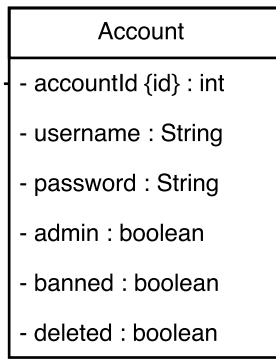 Account
- accountId {id} : int
- username : String
- password : String
- admin : boolean
- banned : boolean
- deleted : boolean